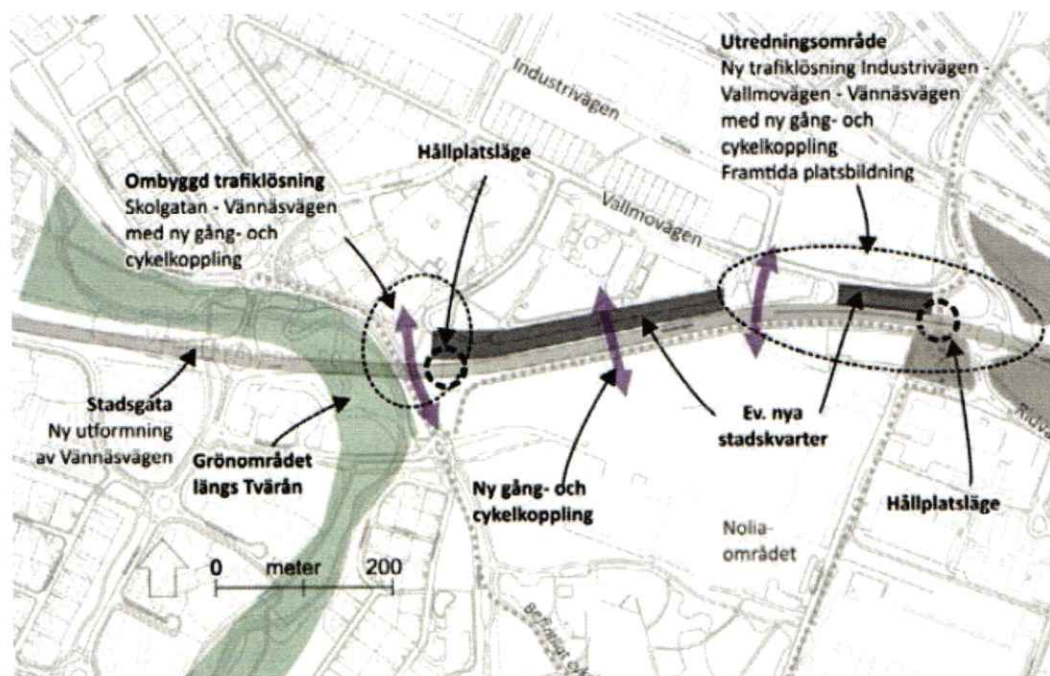 Utredningsområde
Ny trafiklösning Industrivägen -
Vallmovägen - Vännäsvägen
med ny gång- och
cykelkoppling
Framtida platsbildning
Industrivägen
Hållplatsläge
Ombyggd trafiklösning
Skolgatan - Vännäsvägen
med ny gång- och
cykelkoppling
Vallmovägen
Stadsgata
Ny utformning
av Vännäsvägen
Grönområdet
längs Tvärån
Ny gång- och
cykelkoppling
Ev. nya
stadskvarter
Hållplatsläge
Nolia-
området
0 meter 200